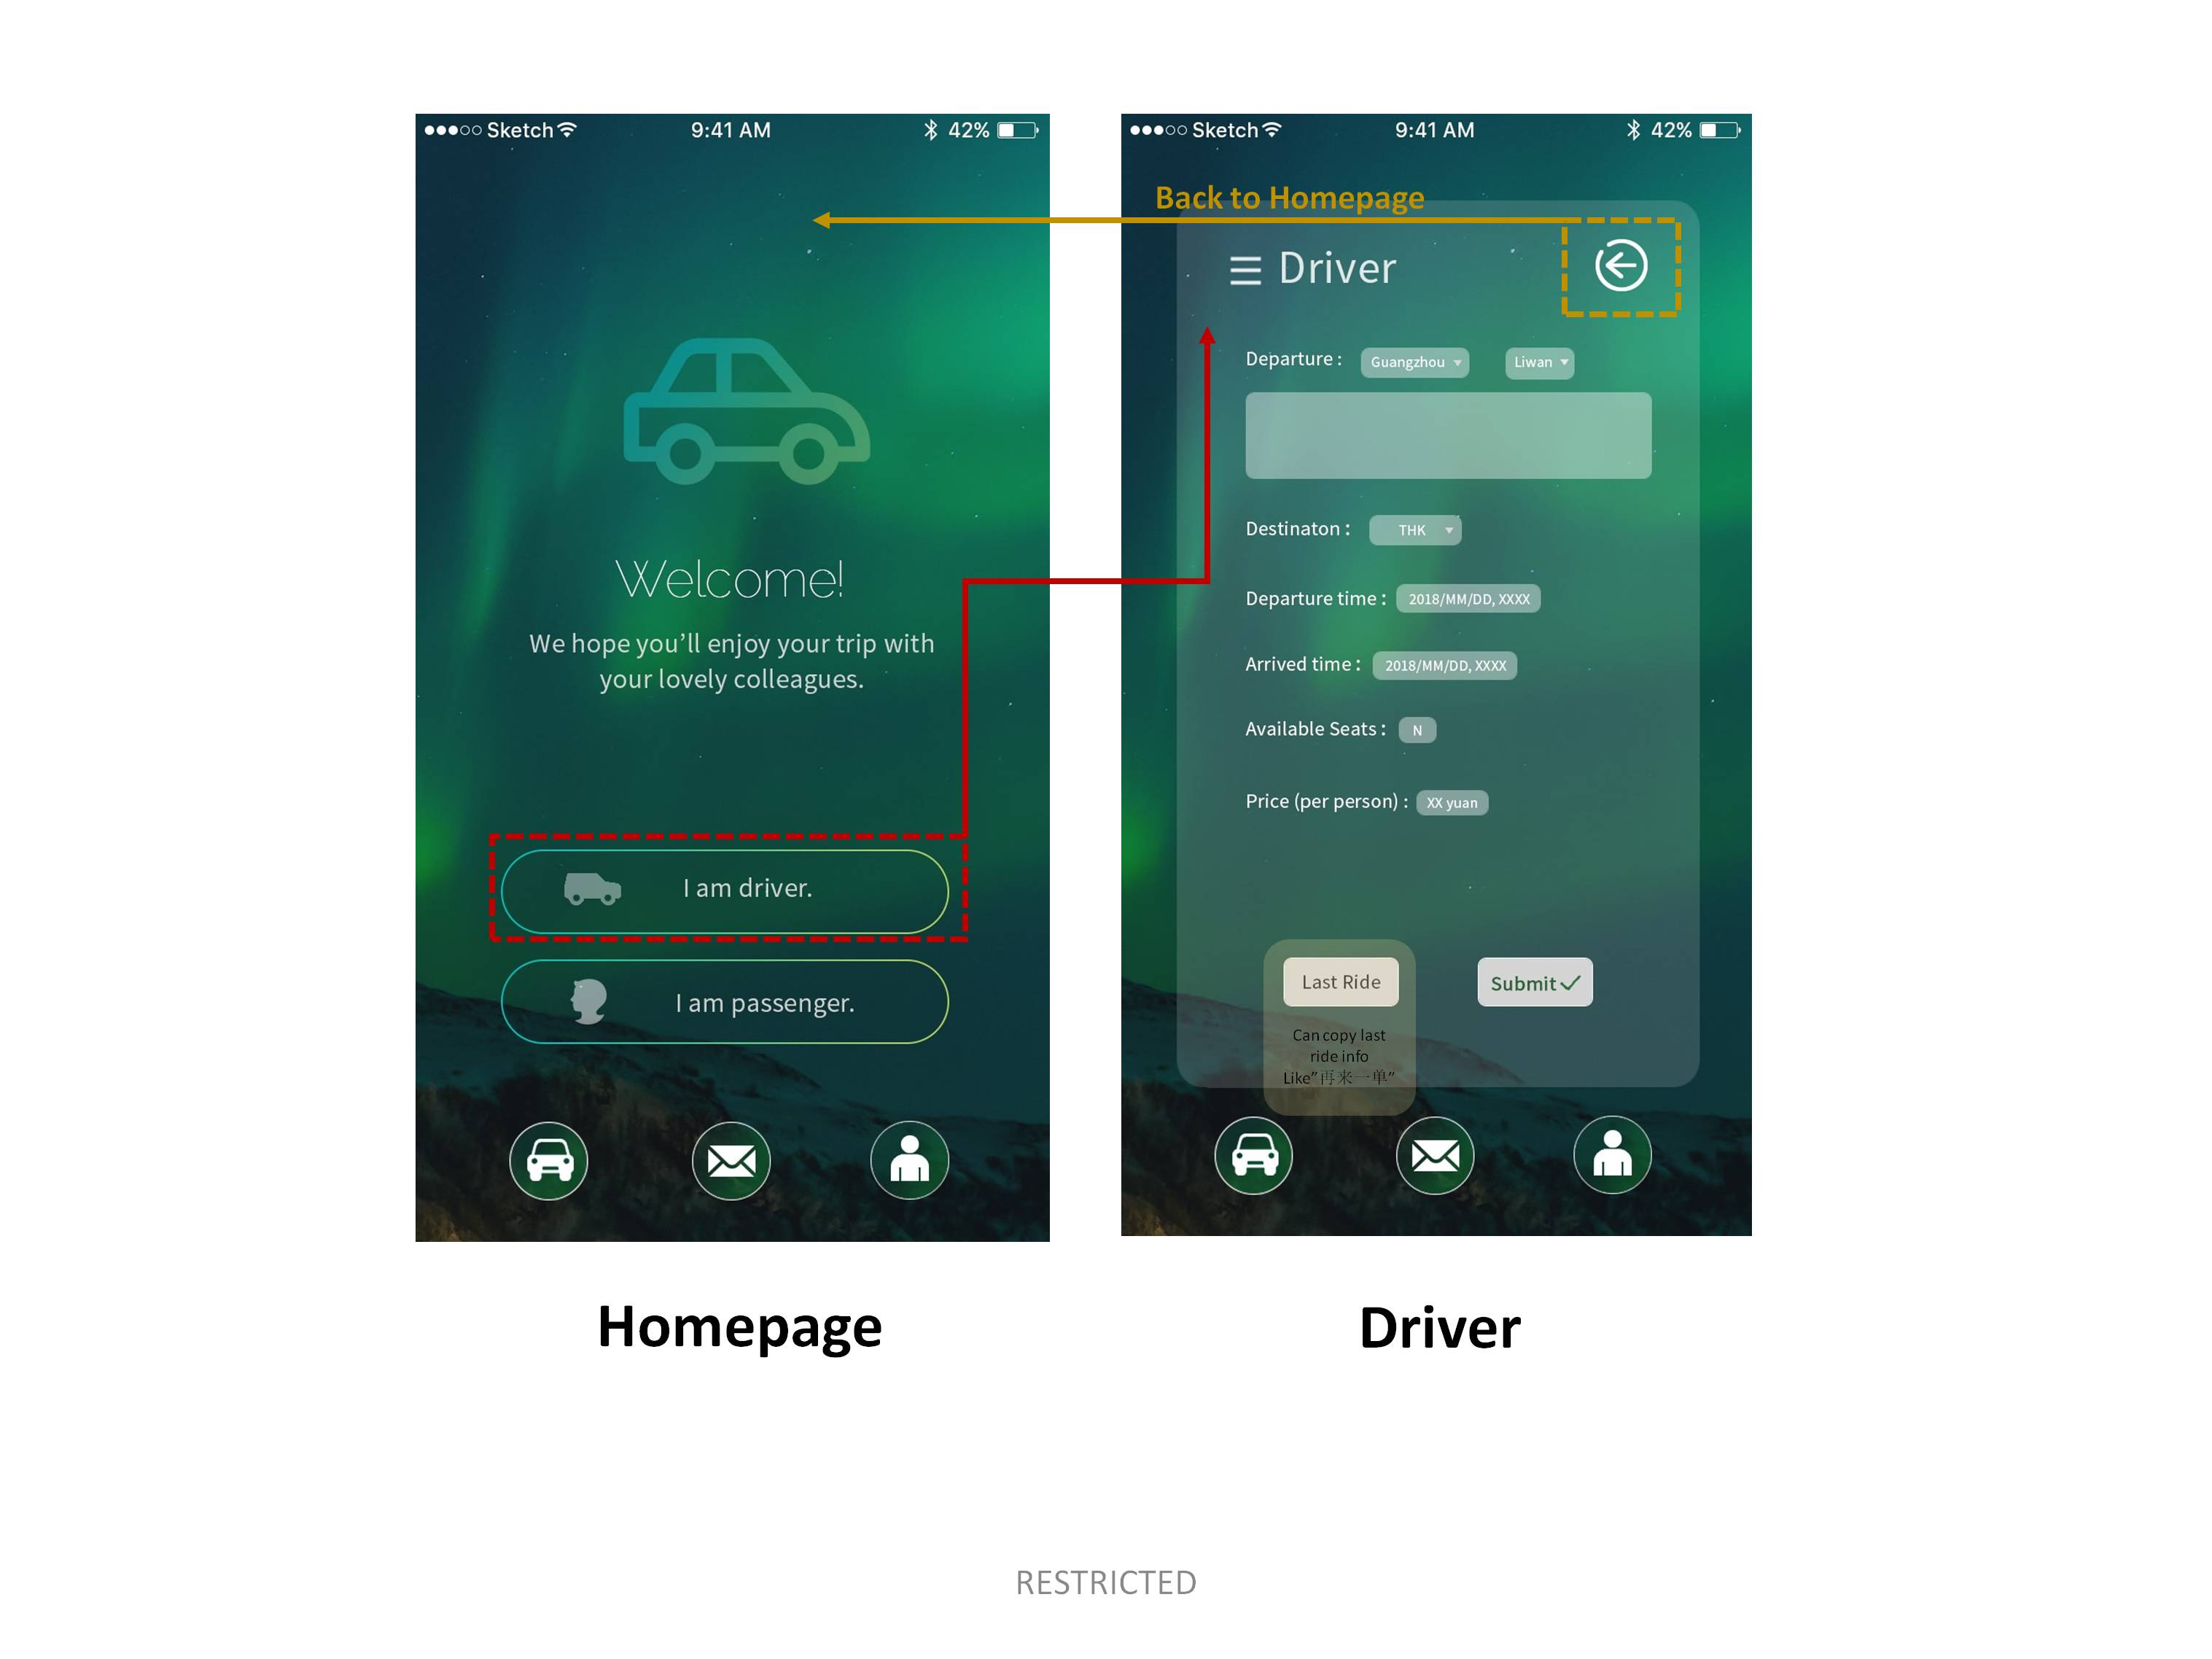 Sketch
9:41 AM
42%
Welcome!
We hope you'll enjoy your trip with
your lovely colleagues.
I am driver.
I am passenger.
Homepage
Sketch
9:41 AM
42%
Back to Homepage
Driver
Departure : Guangzhou Liwan
Destinaton : THK
Departure time : 2018/MM/DD, XXXX
Arrived time : 2018/MM/DD, XXXX
Available Seats : N
Price (per person) : XX yuan
Last Ride
Submit
Can copy last
ride info
Like"再来一单"
Driver
RESTRICTED